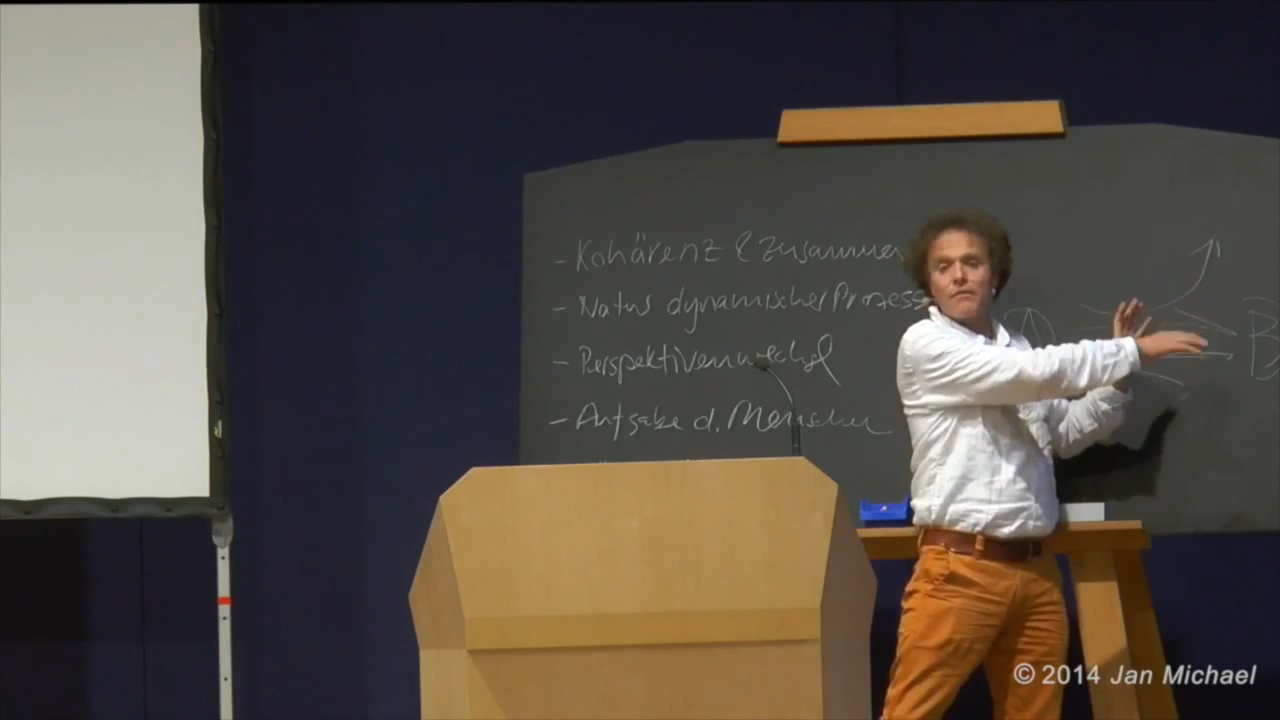 - Kohärenz & Zusammen
- Natur dynamischer Prozess
- Perspektivenwechsel
- Aufgabe d. Menschen
A
B
© 2014 Jan Michael